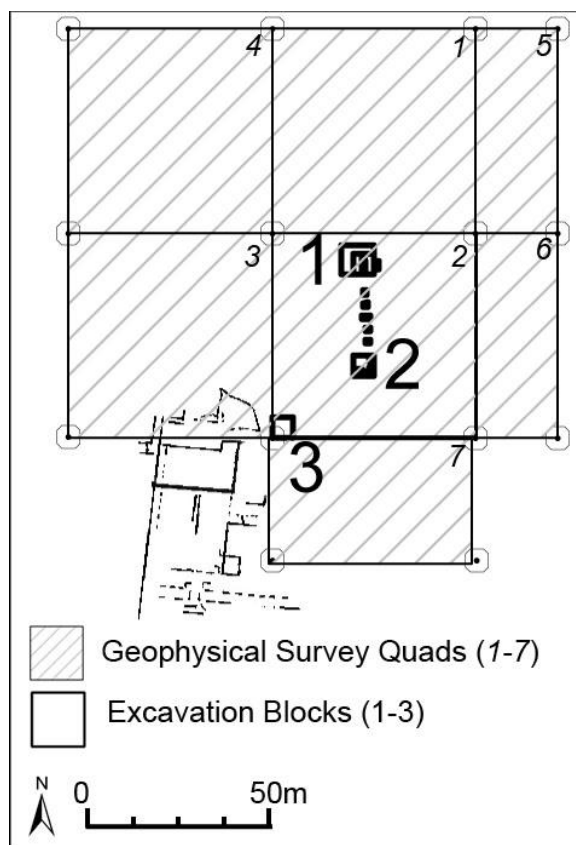 4 1 5
3 2 6
1
2
3 7
Geophysical Survey Quads (1-7)
Excavation Blocks (1-3)
N
0 50m